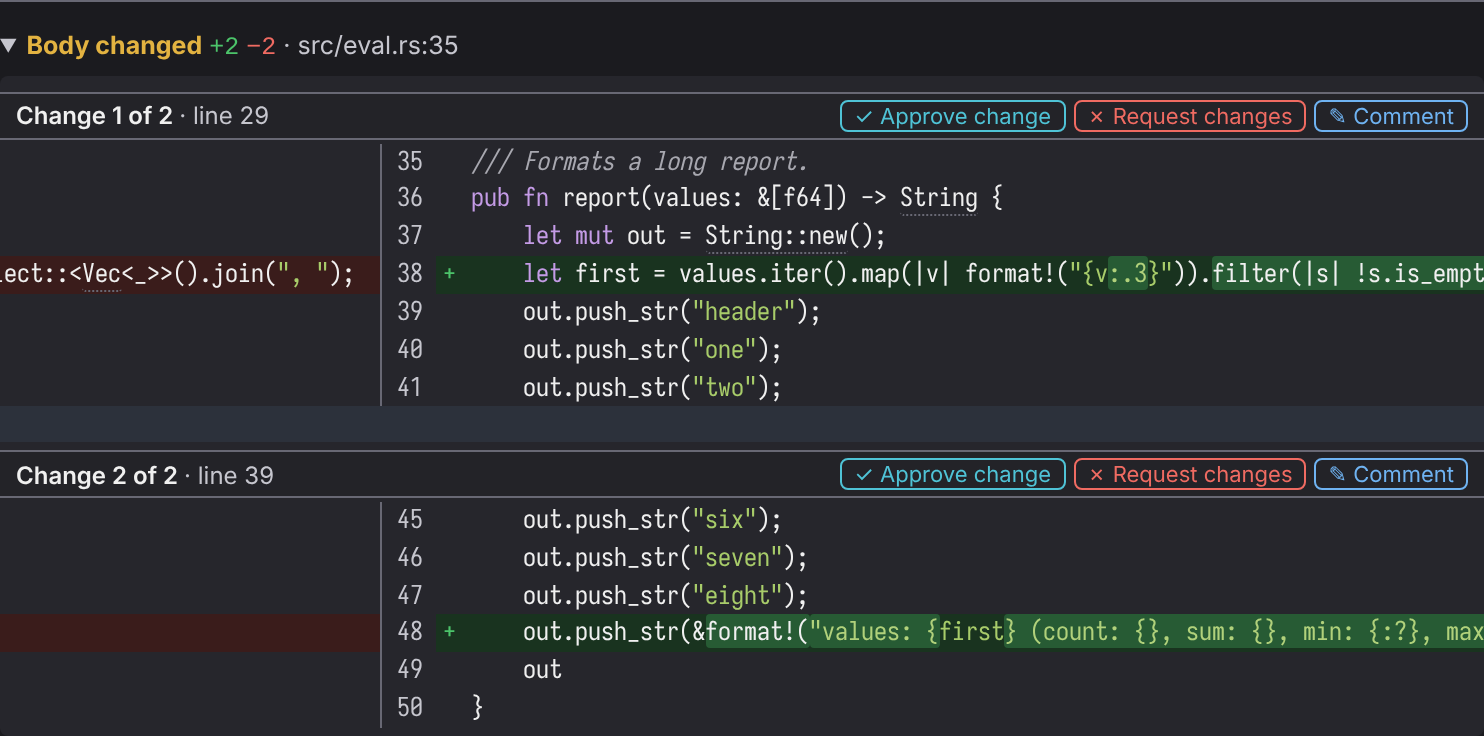 ▼ Body changed +2 −2 · src/eval.rs:35
Change 1 of 2 · line 29 ✓ Approve change × Request changes ✎ Comment
35 /// Formats a long report.
36 pub fn report(values: &[f64]) -> String {
37 let mut out = String::new();
lect::<Vec<_>>().join(", "); 38 + let first = values.iter().map(|v| format!("{v:.3}")).filter(|s| !s.is_empt
39 out.push_str("header");
40 out.push_str("one");
41 out.push_str("two");
Change 2 of 2 · line 39 ✓ Approve change × Request changes ✎ Comment
45 out.push_str("six");
46 out.push_str("seven");
47 out.push_str("eight");
48 + out.push_str(&format!("values: {first} (count: {}, sum: {}, min: {:?}, max
49 out
50 }